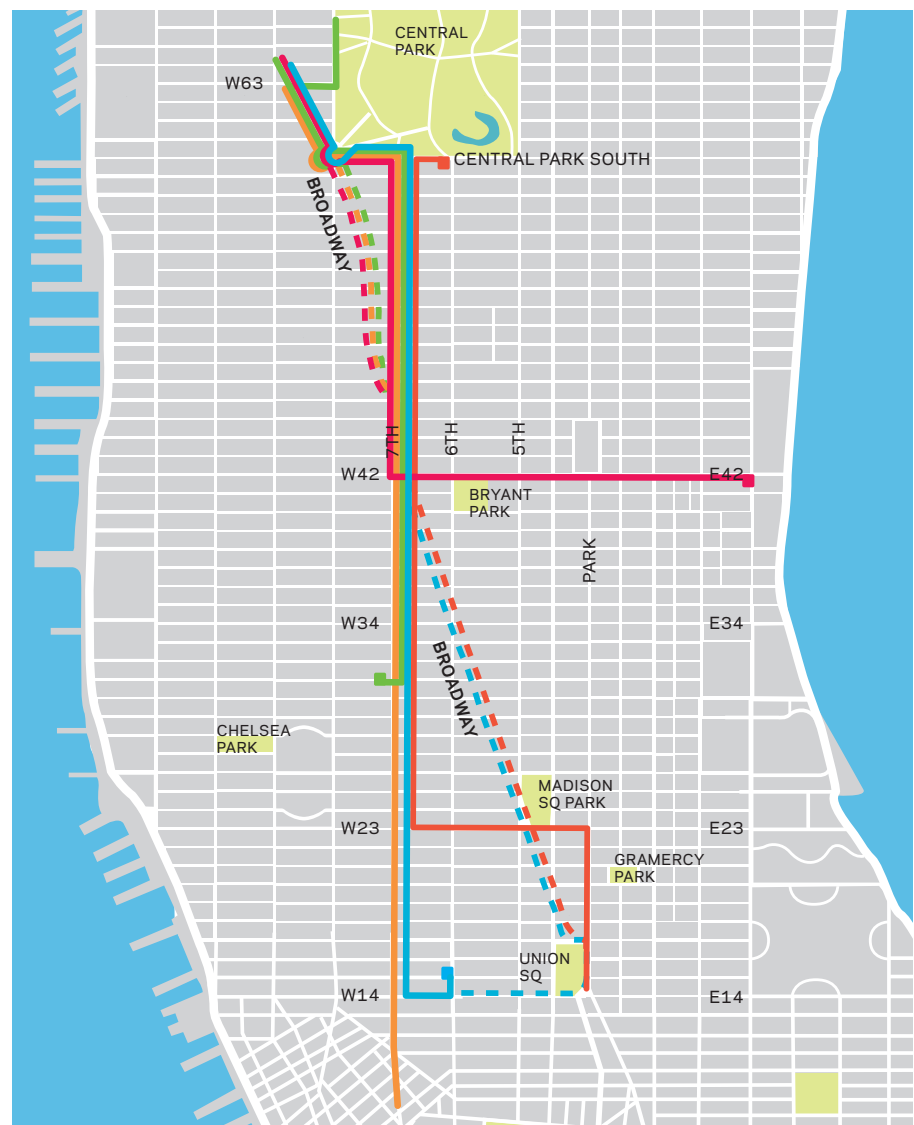 CENTRAL
PARK
W63
CENTRAL PARK SOUTH
BROADWAY
7TH
6TH
5TH
W42
E42
BRYANT
PARK
PARK
W34
E34
BROADWAY
CHELSEA
PARK
MADISON
SQ PARK
W23
E23
GRAMERCY
PARK
UNION
SQ
W14
E14